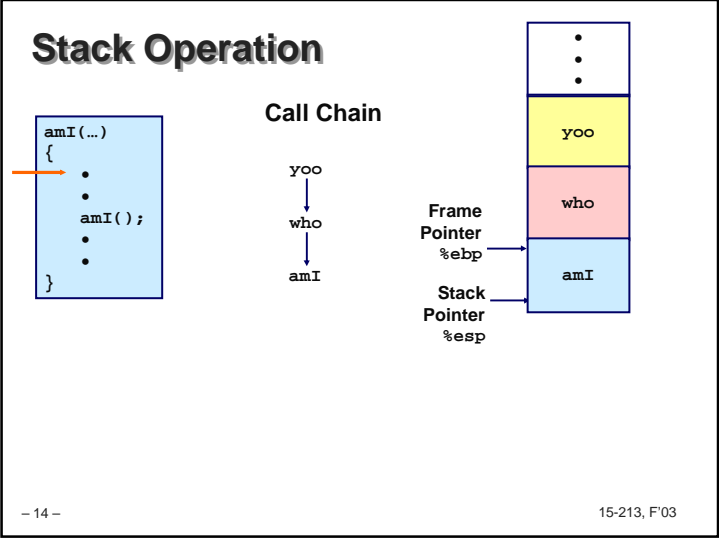 Stack Operation
amI(…)
{
•
•
amI();
•
•
}
Call Chain
yoo
who
amI
Frame
Pointer
%ebp
Stack
Pointer
%esp
•
•
•
yoo
who
amI
– 14 –
15-213, F'03